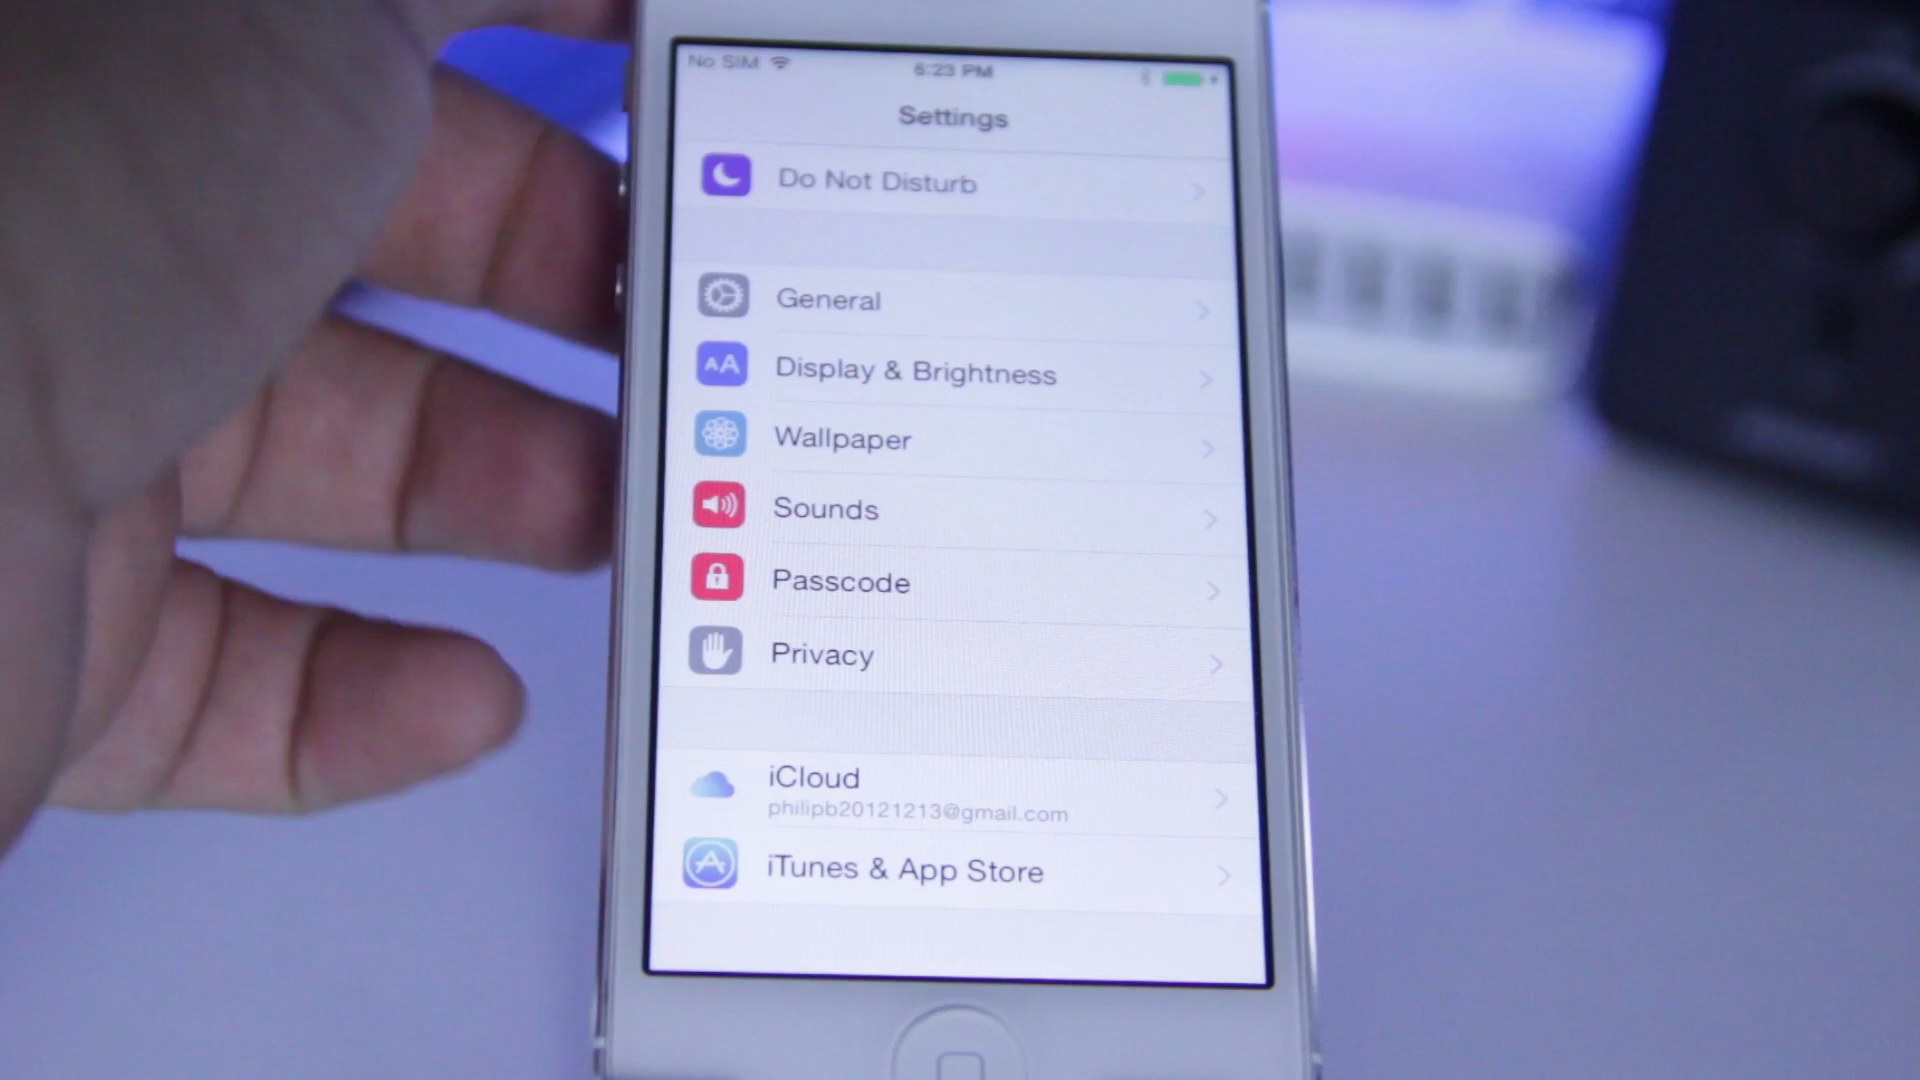 No SIM
6:23 PM
Settings
Do Not Disturb
General
AA
Display & Brightness
Wallpaper
Sounds
Passcode
Privacy
iCloud
philipb20121213@gmail.com
iTunes & App Store